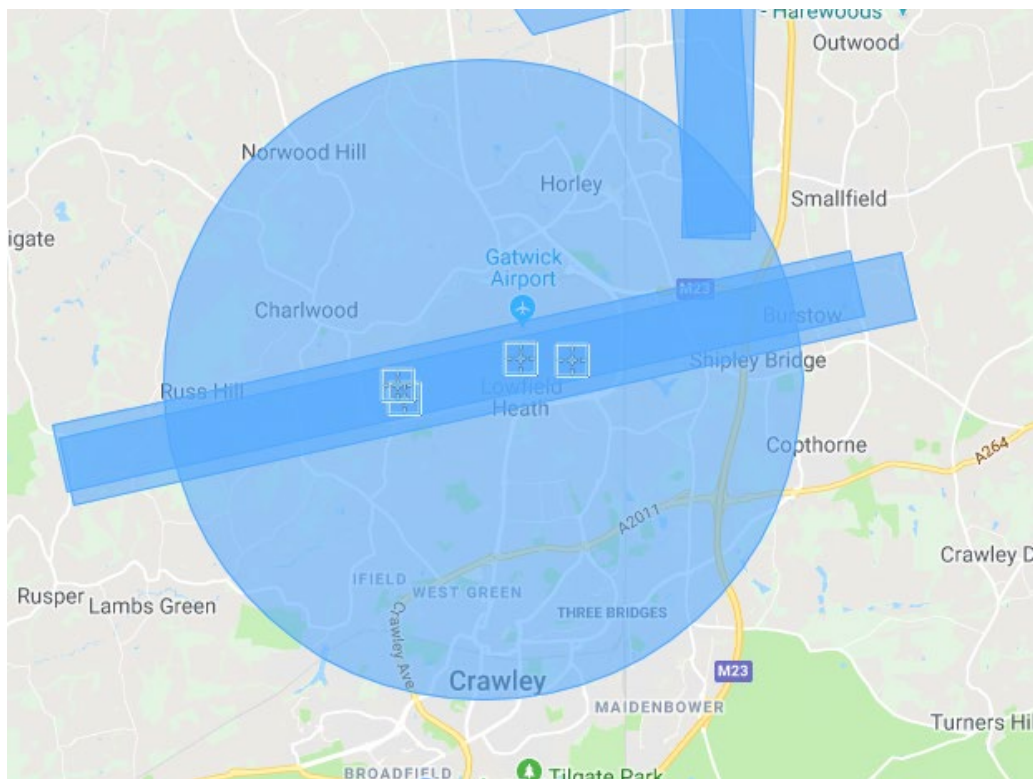 - Harewoods
Outwood
Norwood Hill
Horley
Smallfield
igate
Gatwick
Airport
M23
Charlwood
Burstow
Russ Hill
Lowfield
Heath
Shipley Bridge
Copthorne
A264
A2011
Crawley D
IFIELD
WEST GREEN
Rusper
Lambs Green
THREE BRIDGES
Crawley Ave
M23
Crawley
MAIDENBOWER
Turners Hil
BROADFIELD
Tilgate Park